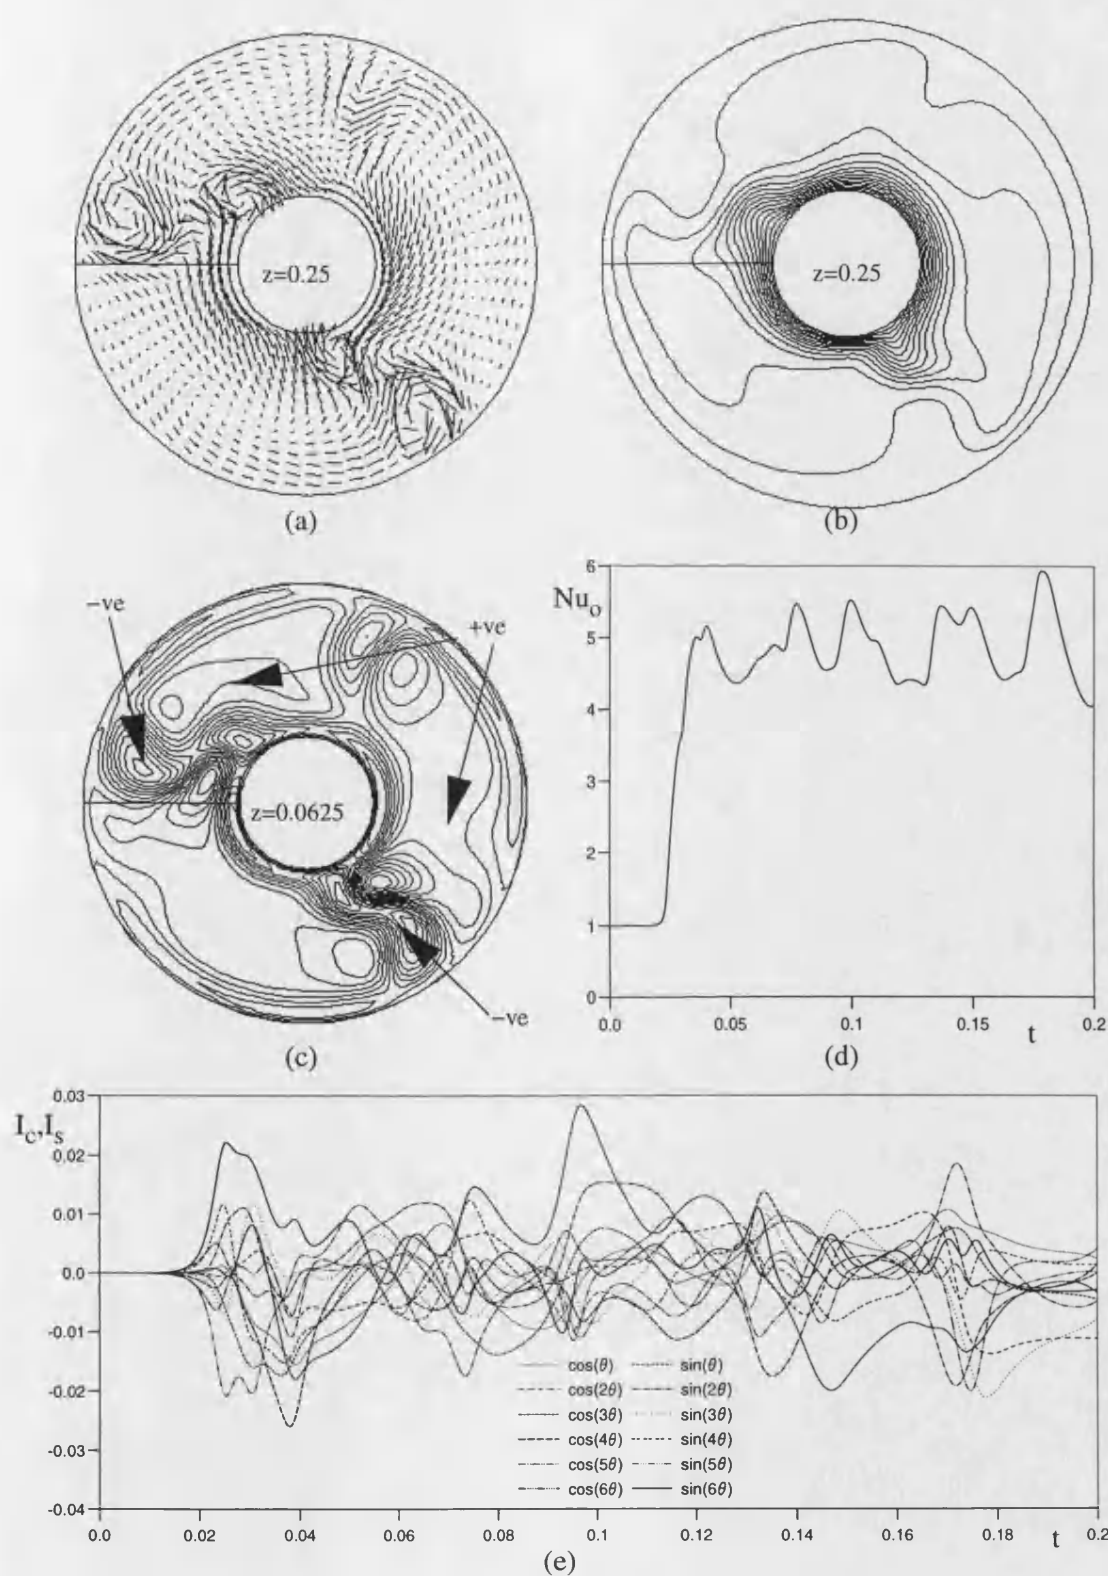 z=0.25
z=0.25
(a)
(b)
−ve
+ve
z=0.0625
−ve
(c)
Nu_o
6
5
4
3
2
1
0
0.0
0.05
0.1
0.15
0.2
t
(d)
I_c,I_s
0.03
0.02
0.01
0.0
-0.01
-0.02
-0.03
-0.04
cos(θ)
sin(θ)
cos(2θ)
sin(2θ)
cos(3θ)
sin(3θ)
cos(4θ)
sin(4θ)
cos(5θ)
sin(5θ)
cos(6θ)
sin(6θ)
0.0
0.02
0.04
0.06
0.08
0.1
0.12
0.14
0.16
0.18
0.2
t
(e)